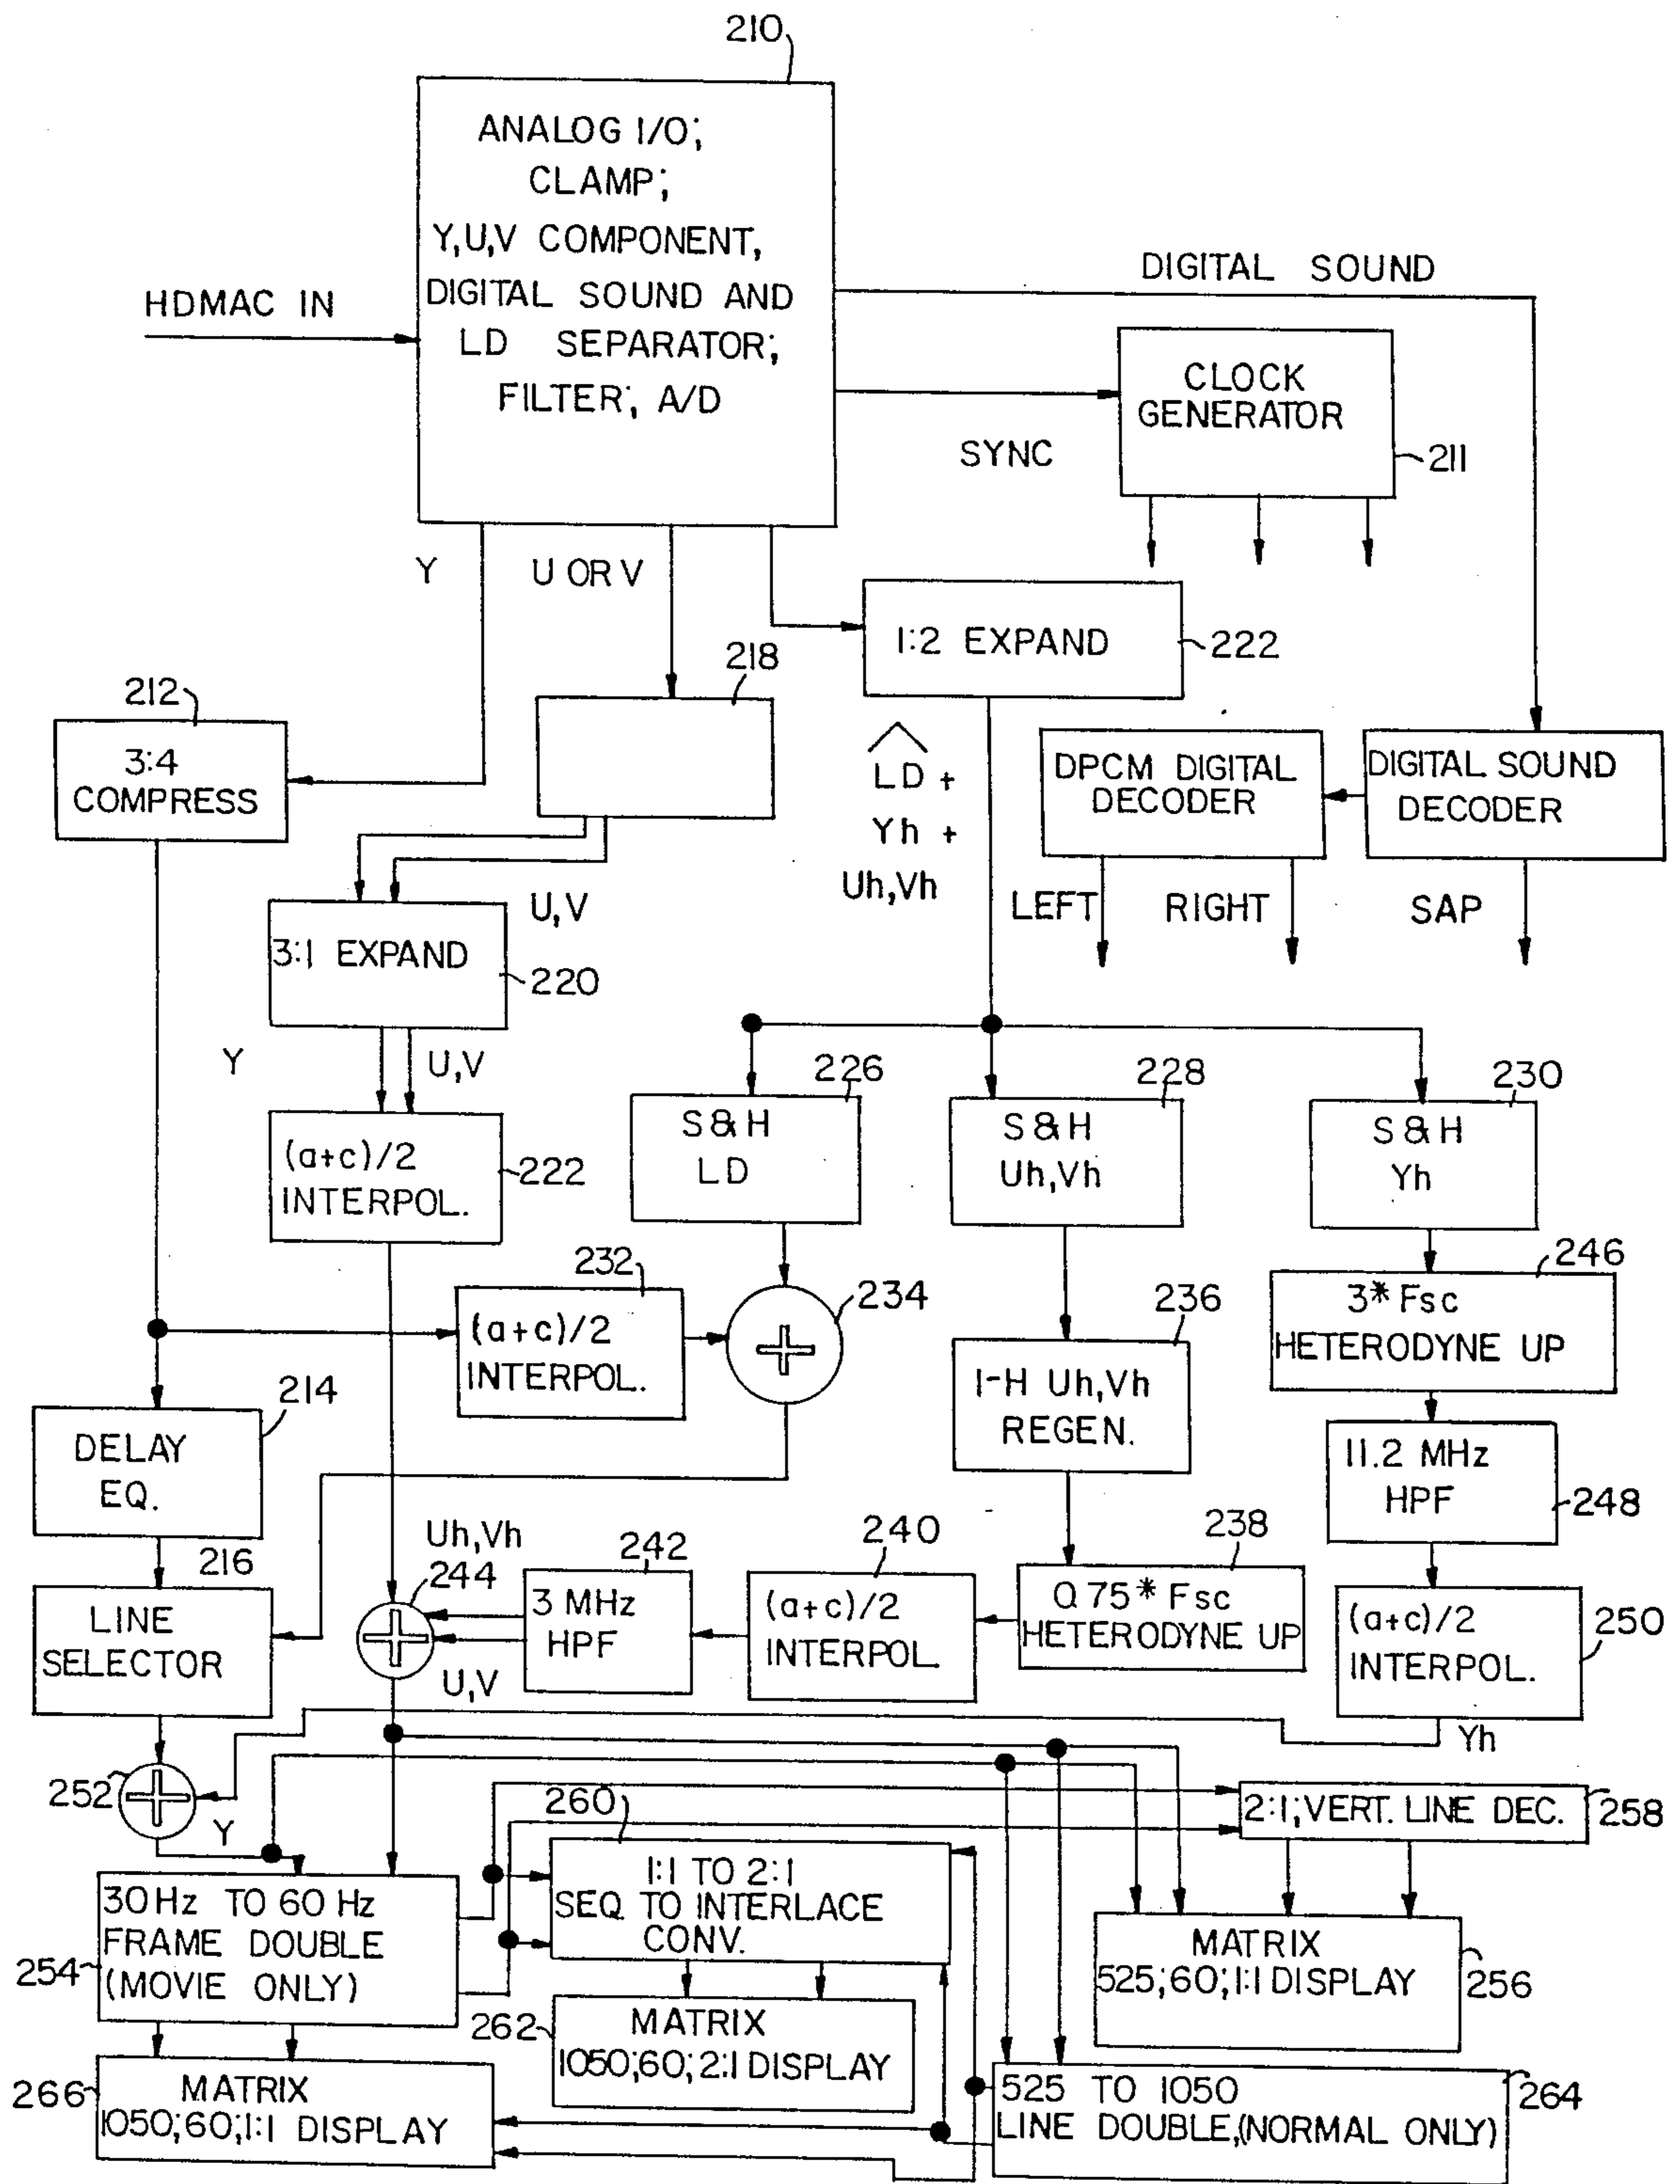 210
ANALOG I/O;
CLAMP;
Y,U,V COMPONENT,
DIGITAL SOUND AND
LD SEPARATOR;
FILTER; A/D
HDMAC IN
DIGITAL SOUND
CLOCK
GENERATOR
211
SYNC
Y
U OR V
1:2 EXPAND
222
218
212
3:4
COMPRESS
LD +
Yh +
Uh,Vh
DPCM DIGITAL
DECODER
DIGITAL SOUND
DECODER
LEFT
RIGHT
SAP
U,V
3:1 EXPAND
220
Y
U,V
226
228
230
(a+c)/2
INTERPOL.
222
S&H
LD
S&H
Uh,Vh
S&H
Yh
232
234
236
246
(a+c)/2
INTERPOL.
3* Fsc
HETERODYNE UP
1-H Uh,Vh
REGEN.
214
DELAY
EQ.
11.2 MHz
HPF
248
216
Uh,Vh
244
242
240
238
LINE
SELECTOR
3 MHz
HPF
(a+c)/2
INTERPOL
0.75* Fsc
HETERODYNE UP
(a+c)/2
INTERPOL.
250
U,V
Yh
252
Y
260
2:1;VERT. LINE DEC.
258
30Hz TO 60 Hz
FRAME DOUBLE
(MOVIE ONLY)
254
1:1 TO 2:1
SEQ. TO INTERLACE
CONV.
MATRIX
525;60;1:1 DISPLAY
256
262
MATRIX
1050;60;2:1 DISPLAY
266
MATRIX
1050;60;1:1 DISPLAY
525 TO 1050
LINE DOUBLE,(NORMAL ONLY)
264